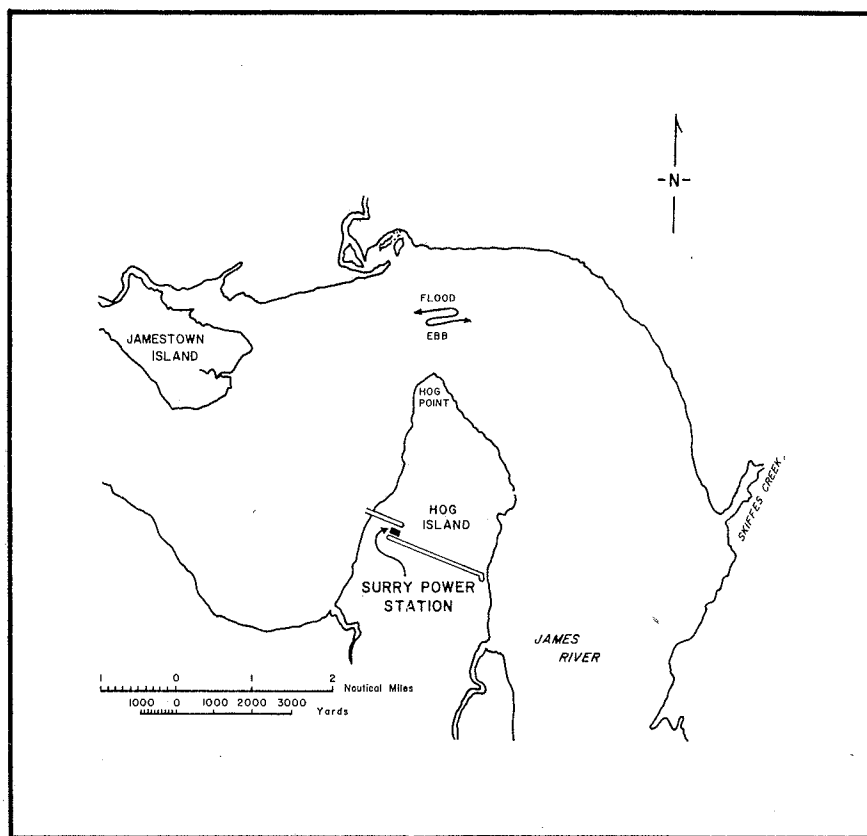 -N-
FLOOD
EBB
JAMESTOWN
ISLAND
HOG
POINT
SKIFFES CREEK
HOG
ISLAND
SURRY POWER
STATION
JAMES
RIVER
1 0 1 2 Nautical Miles
1000 0 1000 2000 3000 Yards